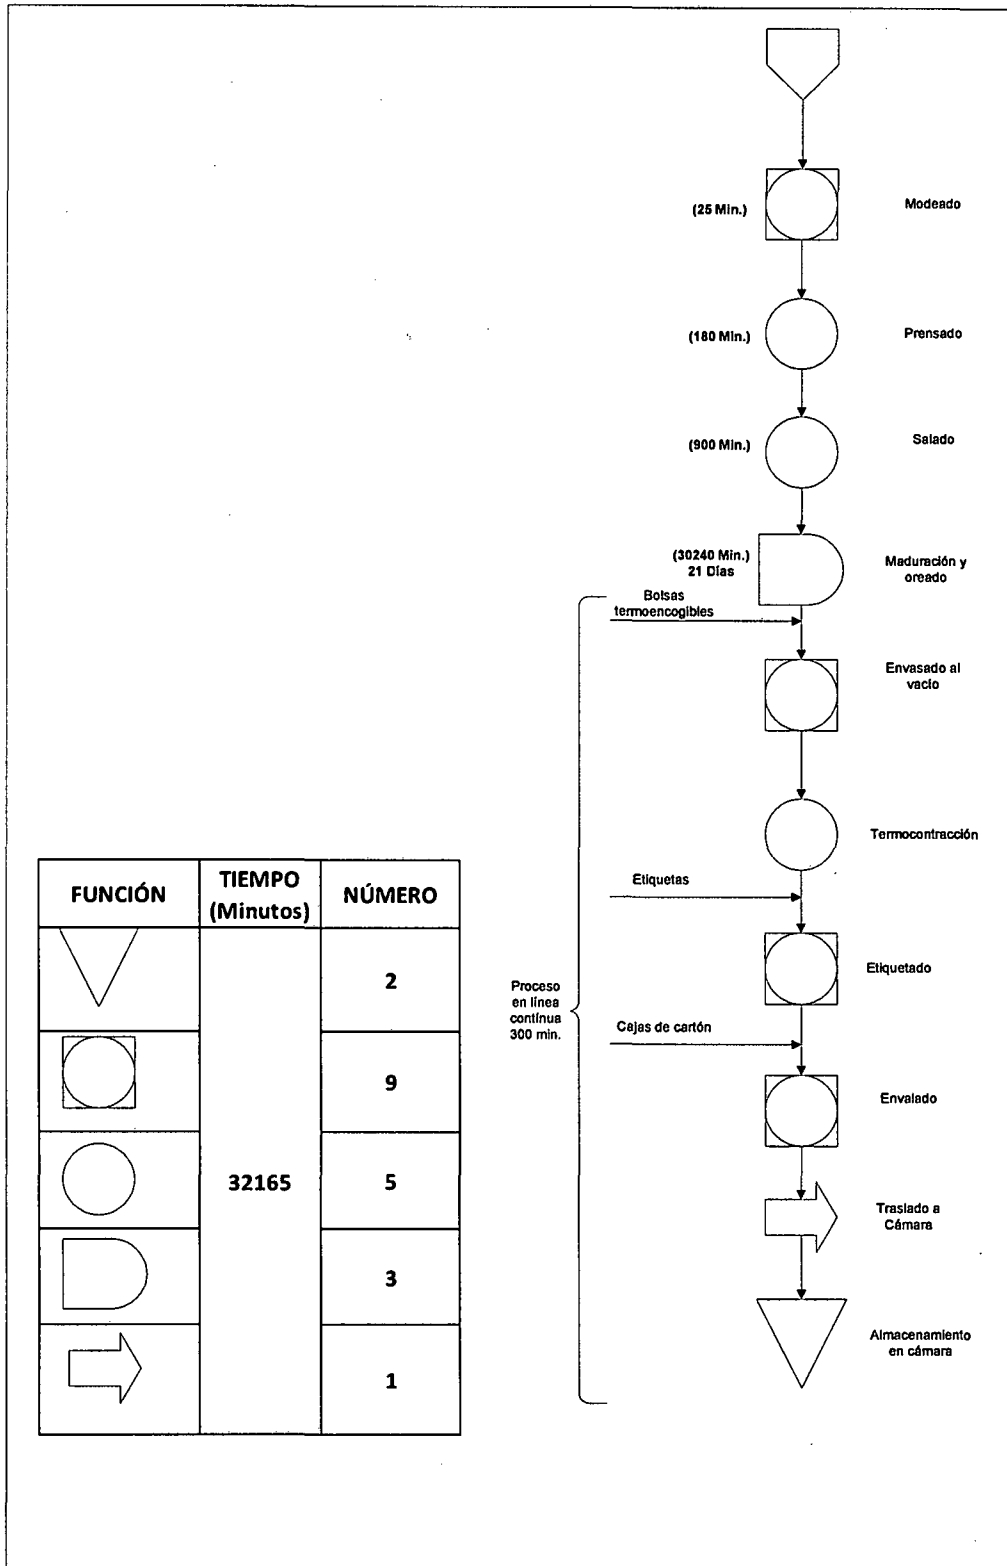 (25 Min.)
Modeado
(180 Min.)
Prensado
(900 Min.)
Salado
(30240 Min.)
21 Días
Maduración y
oreado
Bolsas
termoencogibles
Envasado al
vacío
Termocontracción
Etiquetas
Etiquetado
Proceso
en línea
contínua
300 min.
Cajas de cartón
Envalado
Traslado a
Cámara
Almacenamiento
en cámara
FUNCIÓN
TIEMPO
(Minutos)
NÚMERO
2
9
32165
5
3
1